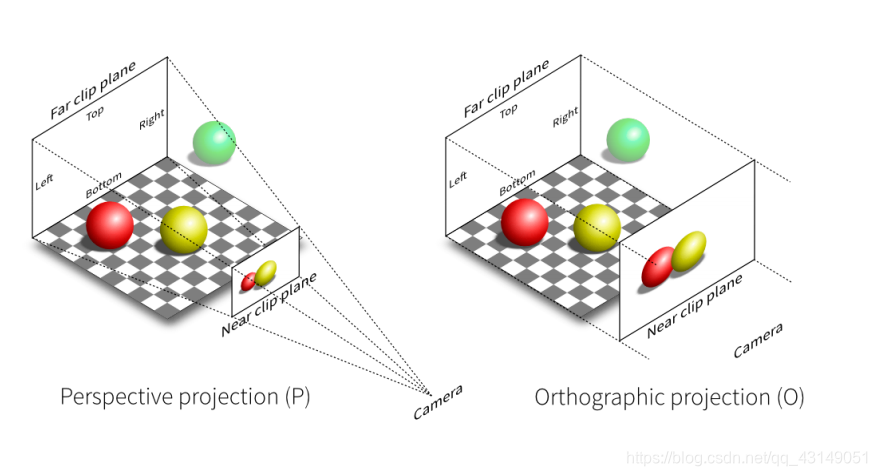 Far clip plane
Top
Right
Left
Bottom
Near clip plane
Camera
Perspective projection (P)
Far clip plane
Top
Right
Left
Bottom
Near clip plane
Camera
Orthographic projection (O)
https://blog.csdn.net/qq_43149051